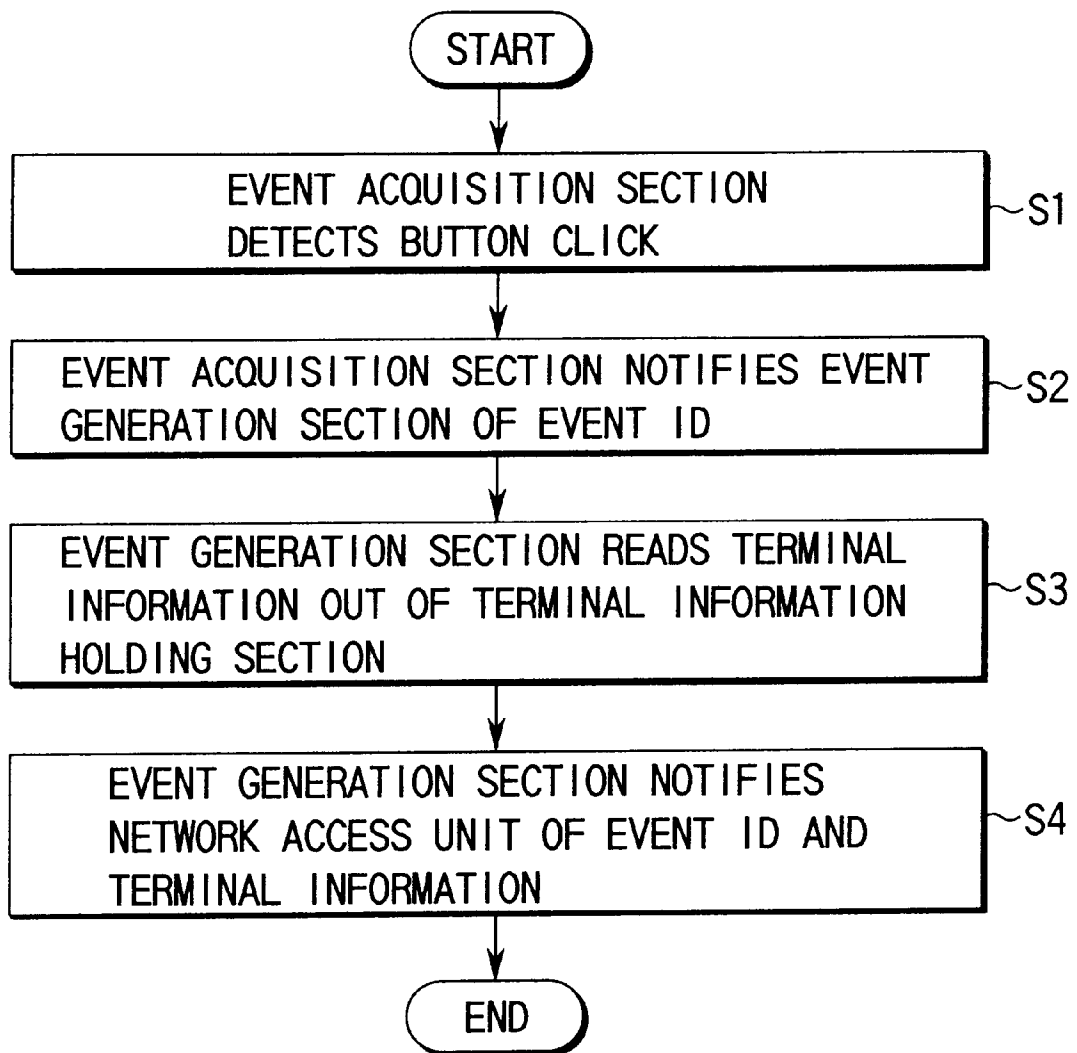 START
EVENT ACQUISITION SECTION
DETECTS BUTTON CLICK
S1
EVENT ACQUISITION SECTION NOTIFIES EVENT
GENERATION SECTION OF EVENT ID
S2
EVENT GENERATION SECTION READS TERMINAL
INFORMATION OUT OF TERMINAL INFORMATION
HOLDING SECTION
S3
EVENT GENERATION SECTION NOTIFIES
NETWORK ACCESS UNIT OF EVENT ID AND
TERMINAL INFORMATION
S4
END